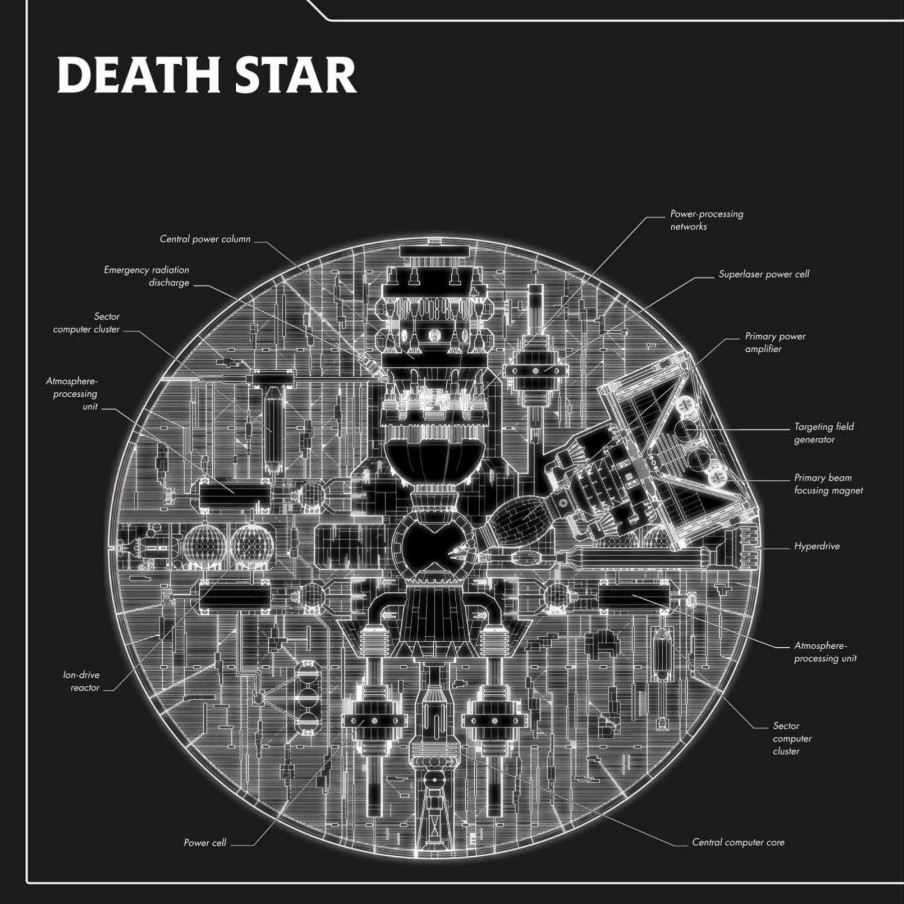 DEATH STAR
Central power column
Emergency radiation
discharge
Sector
computer cluster
Atmosphere-
processing
unit
Ion-drive
reactor
Power cell
Power-processing
networks
Superlaser power cell
Primary power
amplifier
Targeting field
generator
Primary beam
focusing magnet
Hyperdrive
Atmosphere-
processing unit
Sector
computer
cluster
Central computer core